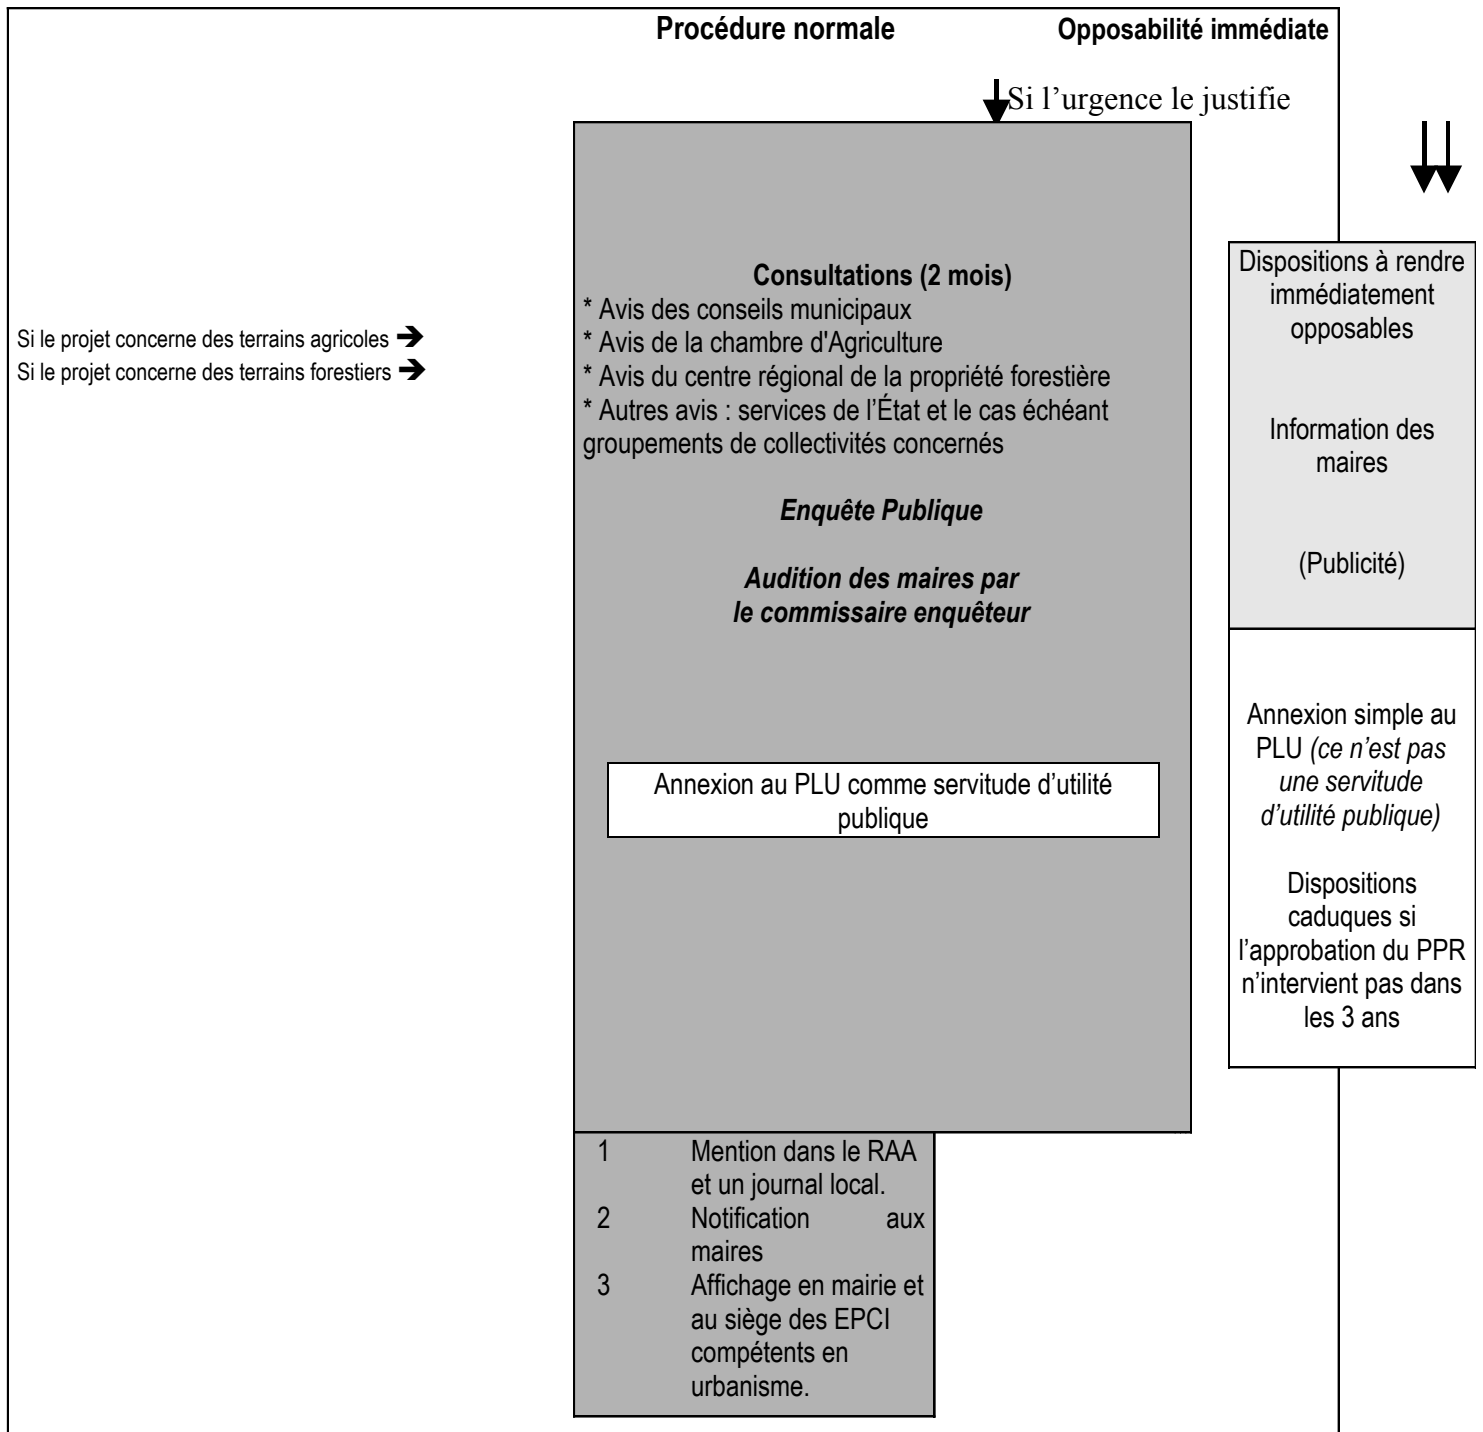 Procédure normale
Opposabilité immédiate
Si l’urgence le justifie
Si le projet concerne des terrains agricoles ➔
Si le projet concerne des terrains forestiers ➔
Consultations (2 mois)
* Avis des conseils municipaux
* Avis de la chambre d'Agriculture
* Avis du centre régional de la propriété forestière
* Autres avis : services de l’État et le cas échéant
groupements de collectivités concernés
Enquête Publique
Audition des maires par
le commissaire enquêteur
Annexion au PLU comme servitude d’utilité
publique
1 Mention dans le RAA
et un journal local.
2 Notification aux
maires
3 Affichage en mairie et
au siège des EPCI
compétents en
urbanisme.
Dispositions à rendre
immédiatement
opposables
Information des
maires
(Publicité)
Annexion simple au
PLU (ce n’est pas
une servitude
d’utilité publique)
Dispositions
caduques si
l’approbation du PPR
n’intervient pas dans
les 3 ans